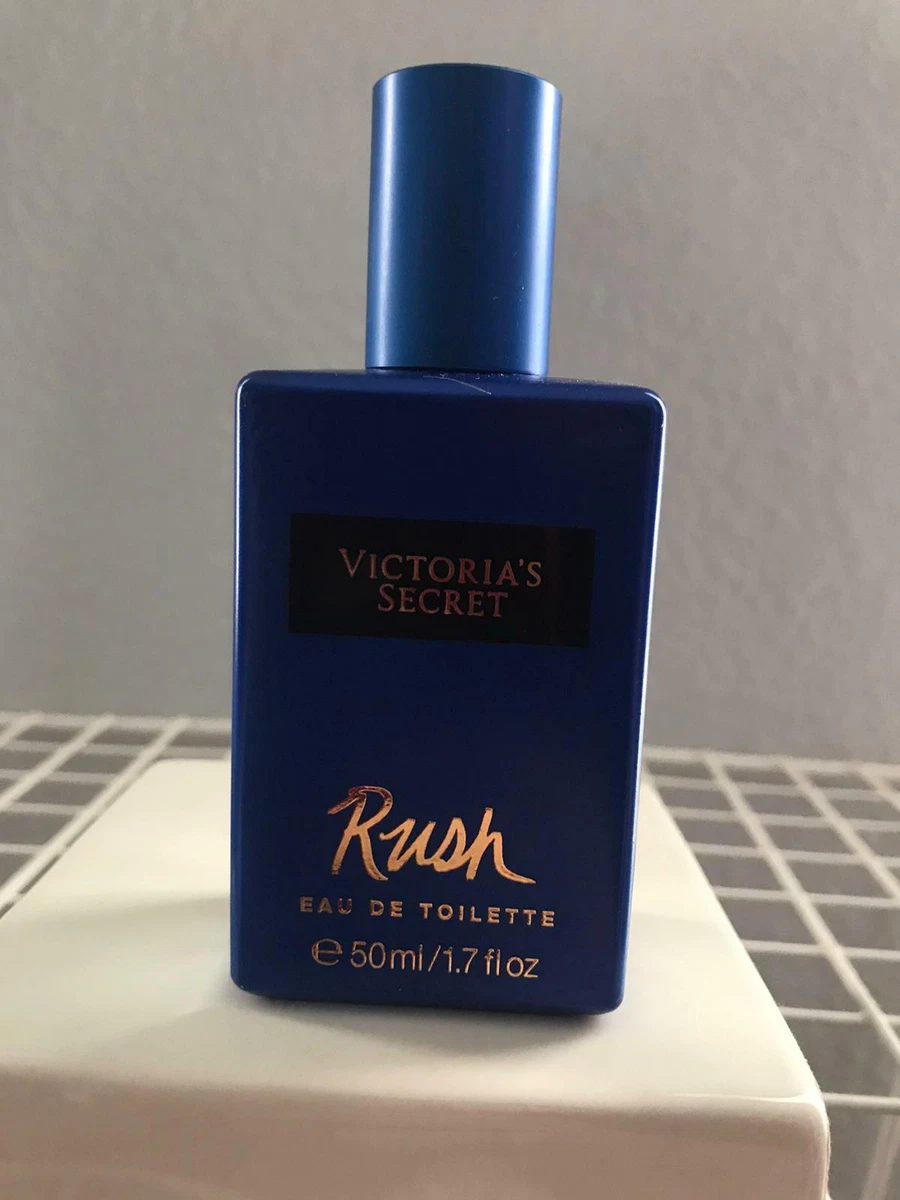 VICTORIA'S
SECRET
Rush
EAU DE TOILETTE
℮ 50ml/1.7 fl oz